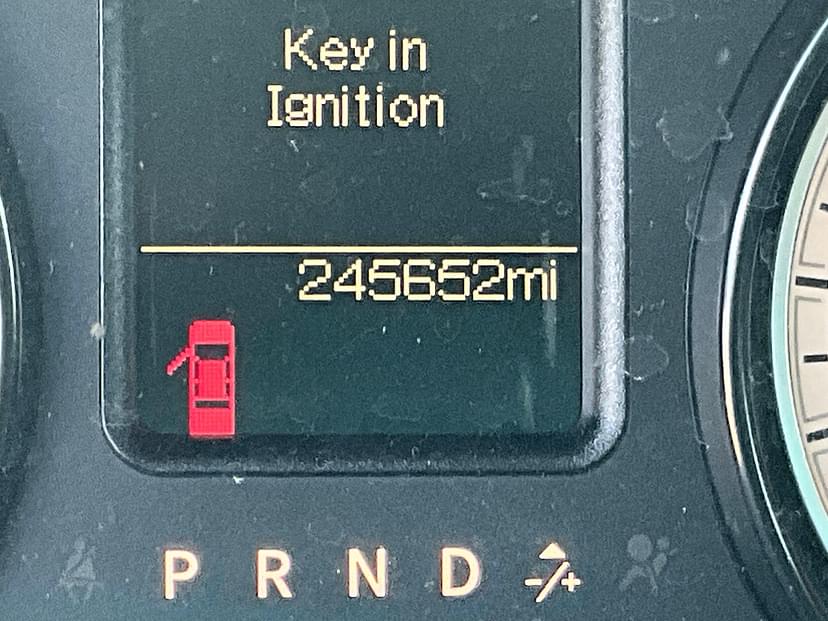 Key in
Ignition
245652mi
P R N D -/+